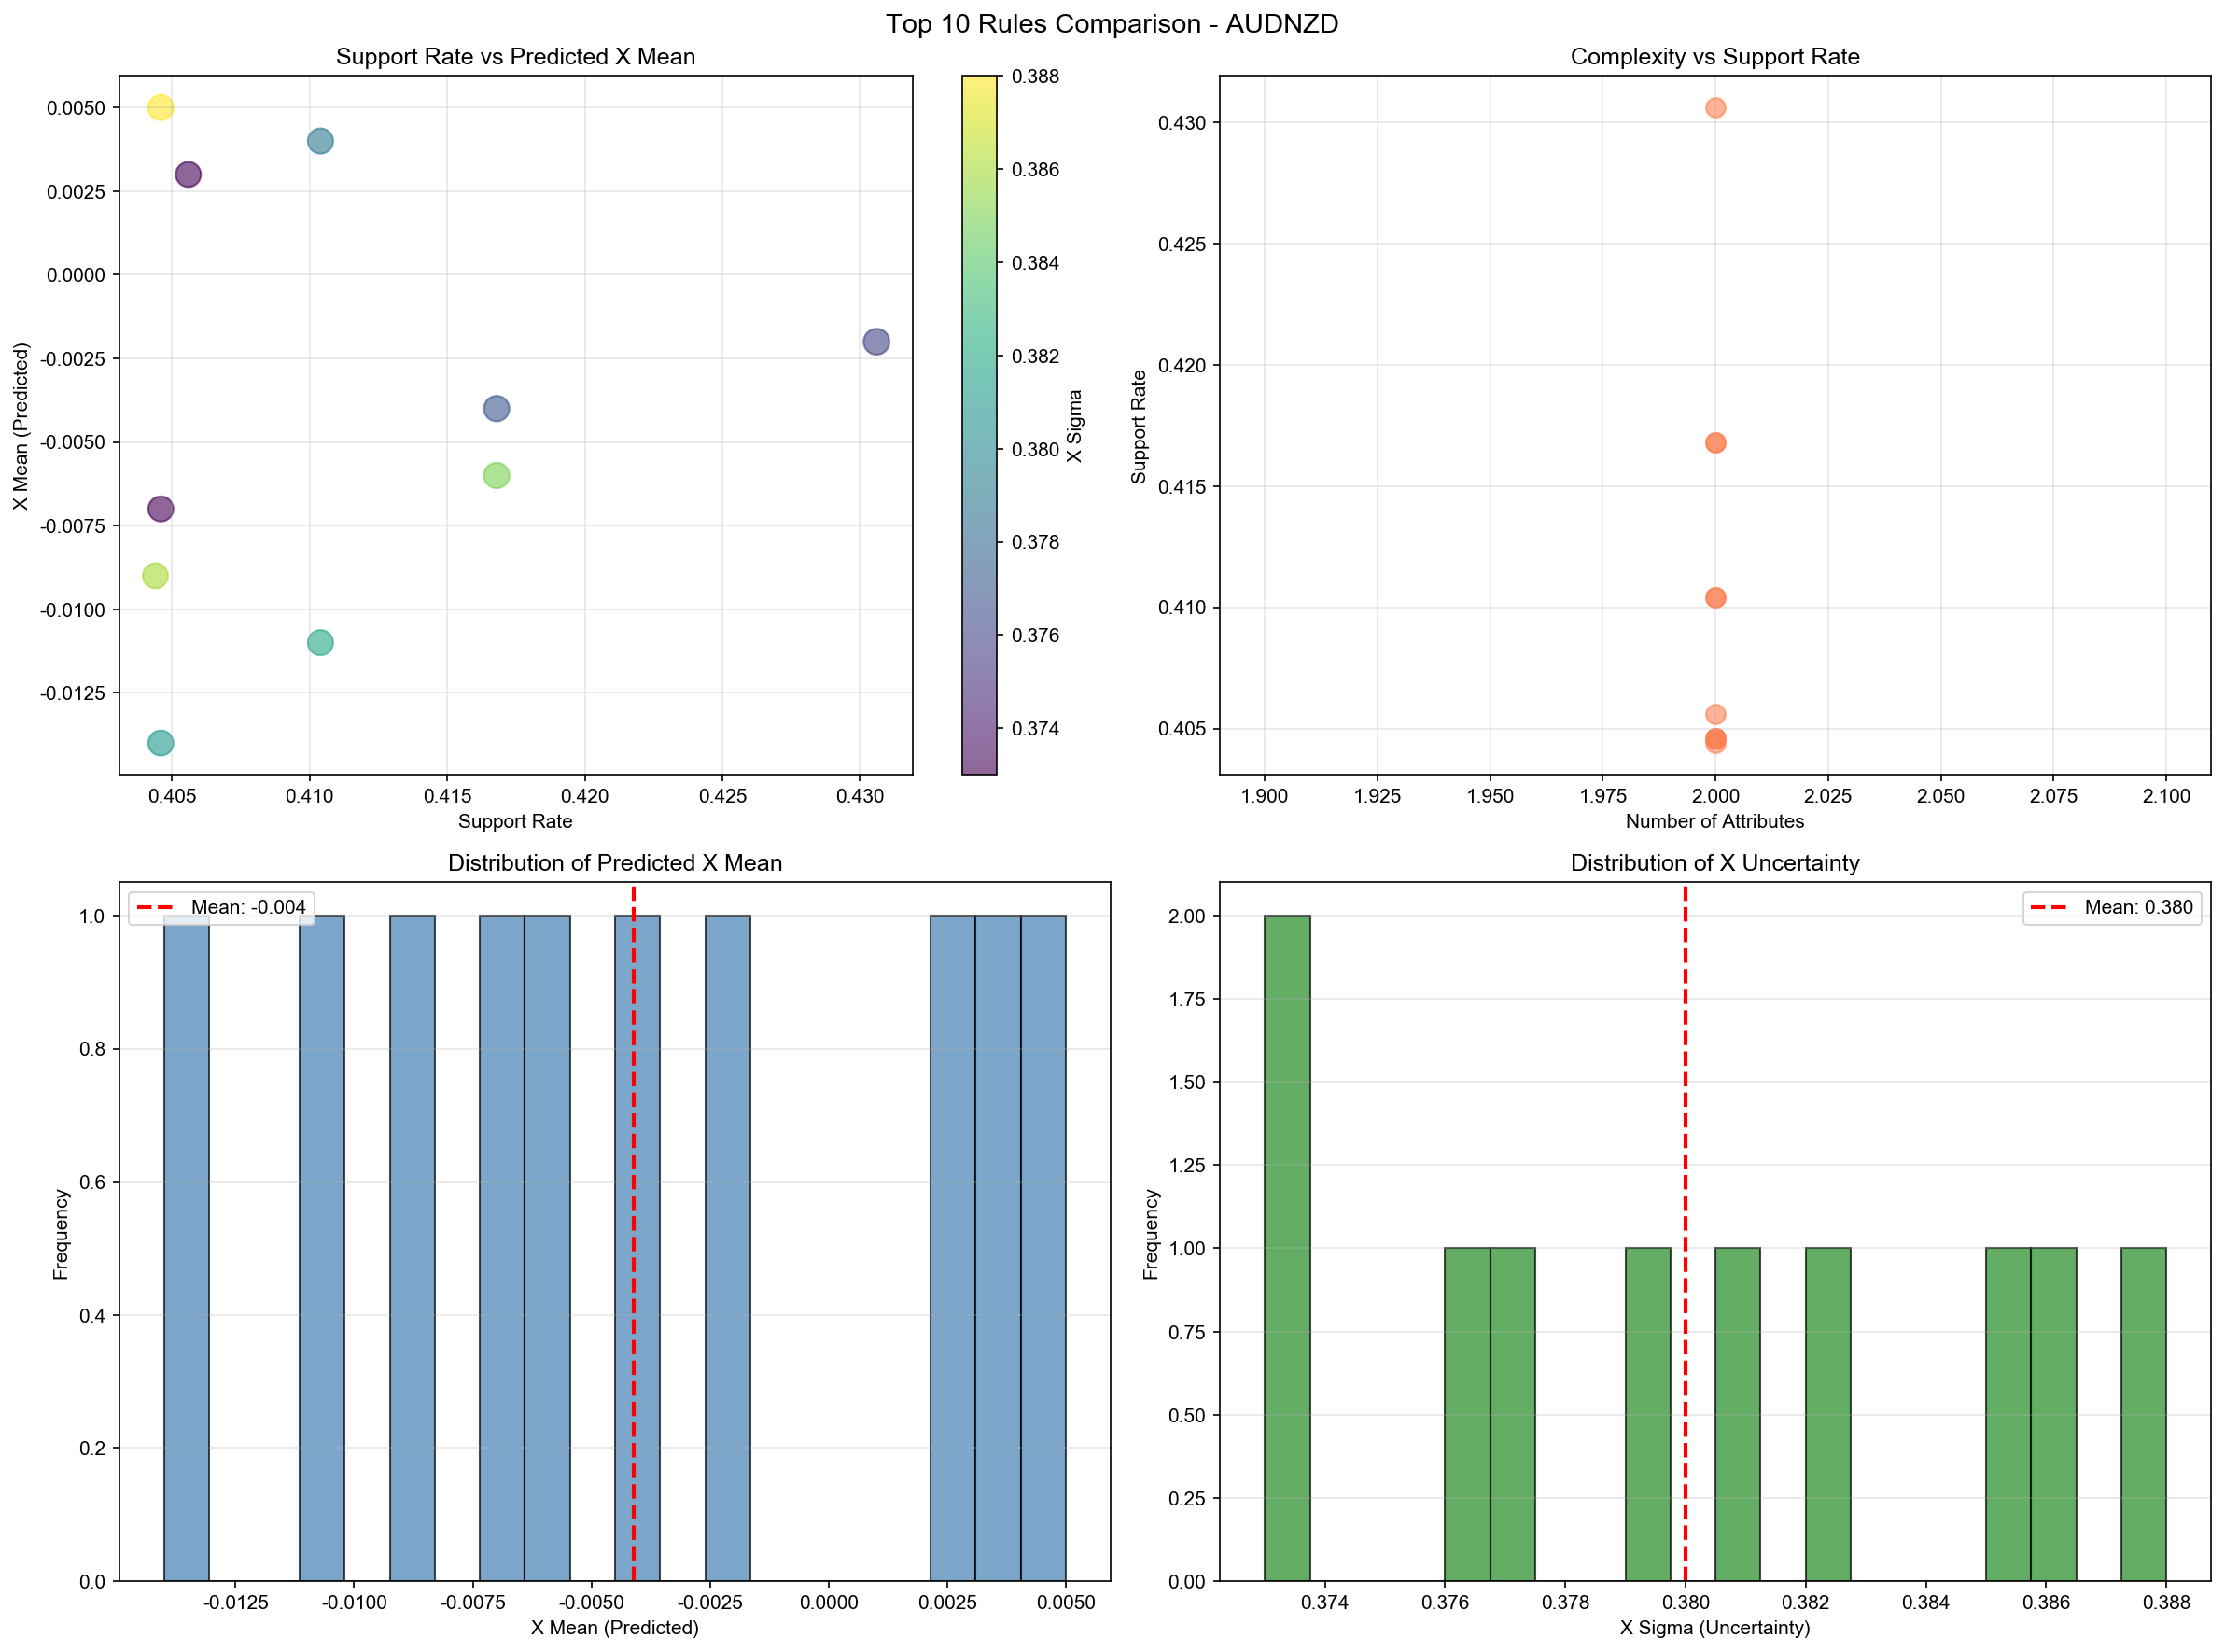 Top 10 Rules Comparison - AUDNZD
Support Rate vs Predicted X Mean
0.0050
0.0025
0.0000
-0.0025
-0.0050
-0.0075
-0.0100
-0.0125
X Mean (Predicted)
0.405 0.410 0.415 0.420 0.425 0.430
Support Rate
0.388
0.386
0.384
0.382
0.380
0.378
0.376
0.374
X Sigma
Complexity vs Support Rate
0.430
0.425
0.420
0.415
0.410
0.405
Support Rate
1.900 1.925 1.950 1.975 2.000 2.025 2.050 2.075 2.100
Number of Attributes
Distribution of Predicted X Mean
Mean: -0.004
1.0
0.8
0.6
0.4
0.2
0.0
Frequency
-0.0125 -0.0100 -0.0075 -0.0050 -0.0025 0.0000 0.0025 0.0050
X Mean (Predicted)
Distribution of X Uncertainty
Mean: 0.380
2.00
1.75
1.50
1.25
1.00
0.75
0.50
0.25
0.00
Frequency
0.374 0.376 0.378 0.380 0.382 0.384 0.386 0.388
X Sigma (Uncertainty)